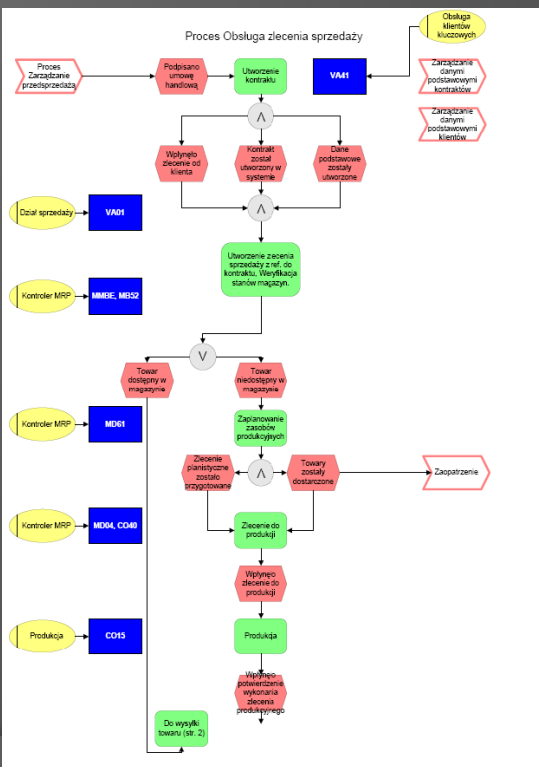 Proces Obsługa zlecenia sprzedaży
Obsługa
klientów
kluczowych
Proces
Zarządzanie
przedsprzedażą
Podpisano
umowę
handlową
Utworzenie
kontraktu
VA41
Zarządzanie
danymi
podstawowymi
kontraktów
Zarządzanie
danymi
podstawowymi
klientów
Λ
Wpłynęło
zlecenie od
klienta
Kontrakt
został
utworzony w
systemie
Dane
podstawowe
zostały
utworzone
Λ
Dział sprzedaży
VA01
Utworzenie zecenia
sprzedaży z ref. do
kontraktu, Weryfikacja
stanów magazyn.
Kontroler MRP
MMBE, MB52
V
Towar
dostępny w
magazynie
Towar
niedostępny w
magazynie
Kontroler MRP
MD61
Zaplanowanie
zasobów
produkcyjnych
Zlecenie
planistyczne
zostało
przygotowane
Λ
Towary
zostały
dostarczone
Zaopatrzenie
Kontroler MRP
MD04, CO40
Zlecenie do
produkcji
Wpłynęo
zlecenie do
produkcji
Produkcja
CO15
Produkcja
Wpłynęo
potwierdzenie
wykonania
zlecenia
produkcyjnego
Do wysyłki
towaru (str. 2)